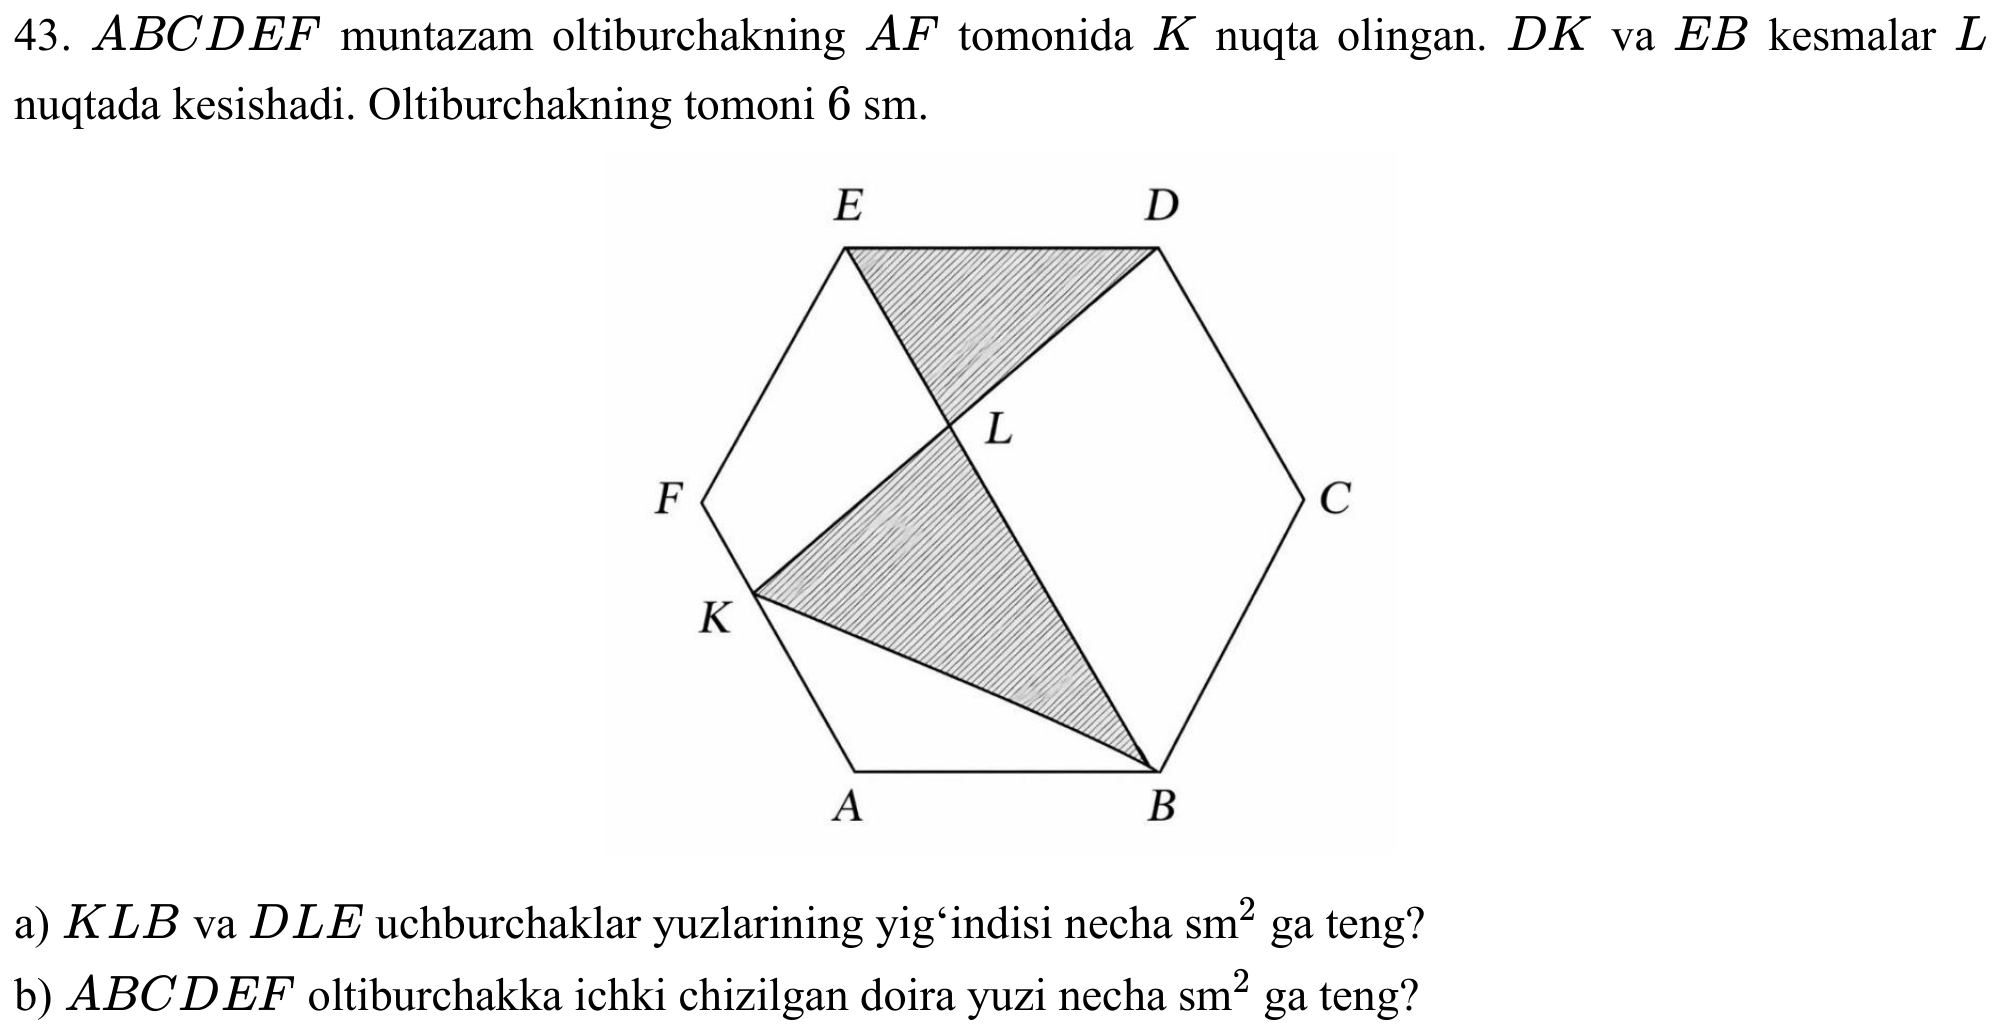 43. ABCDEF muntazam oltiburchakning AF tomonida K nuqta olingan. DK va EB kesmalar L
nuqtada kesishadi. Oltiburchakning tomoni 6 sm.
E D
L
F C
K
A B
a) KLB va DLE uchburchaklar yuzlarining yig‘indisi necha sm² ga teng?
b) ABCDEF oltiburchakka ichki chizilgan doira yuzi necha sm² ga teng?